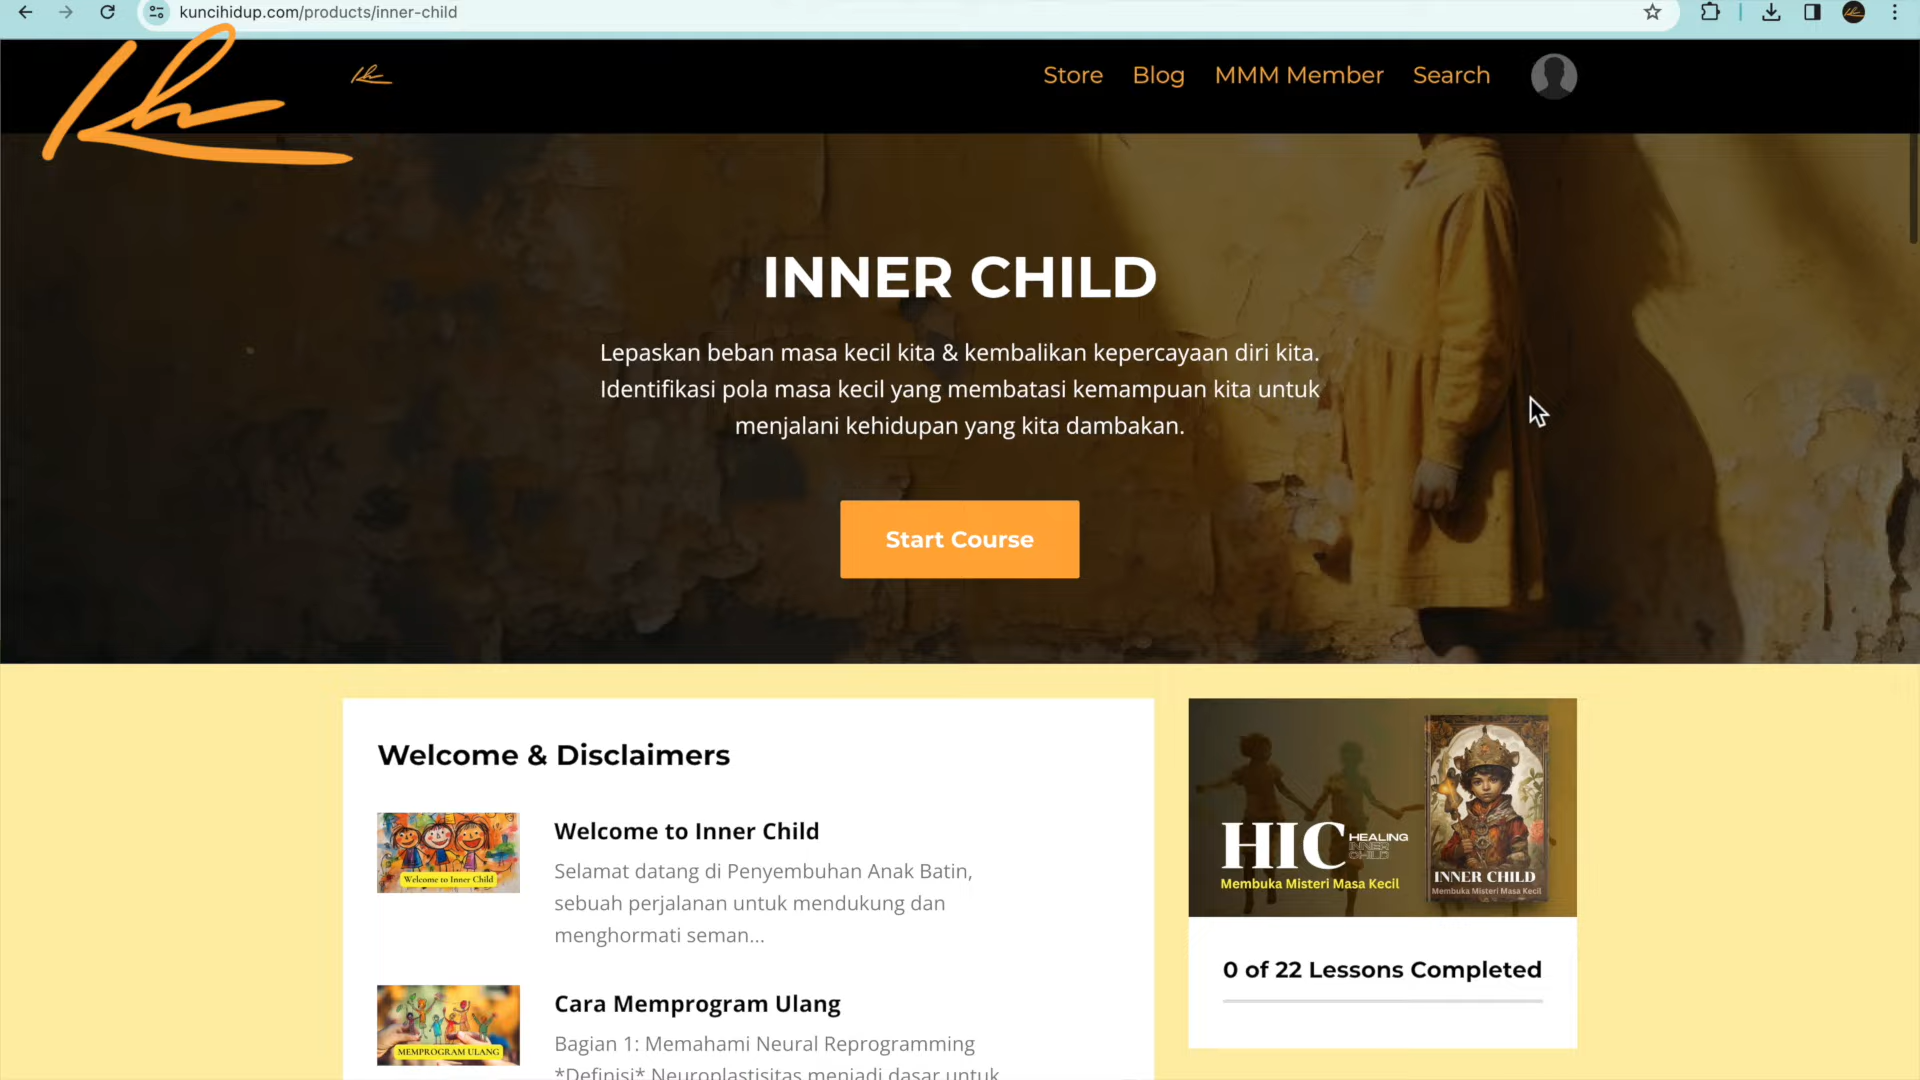 kuncihidup.com/products/inner-child
Kh
Kh
Store Blog MMM Member Search
INNER CHILD
Lepaskan beban masa kecil kita & kembalikan kepercayaan diri kita.
Identifikasi pola masa kecil yang membatasi kemampuan kita untuk
menjalani kehidupan yang kita dambakan.
Start Course
Welcome & Disclaimers
Welcome to Inner Child
Welcome to Inner Child
Selamat datang di Penyembuhan Anak Batin,
sebuah perjalanan untuk mendukung dan
menghormati seman...
MEMPROGRAM ULANG
Cara Memprogram Ulang
Bagian 1: Memahami Neural Reprogramming
*Definisi* Neuroplastisitas menjadi dasar untuk
HIC HEALING
INNER
CHILD
Membuka Misteri Masa Kecil
INNER CHILD
Membuka Misteri Masa Kecil
0 of 22 Lessons Completed